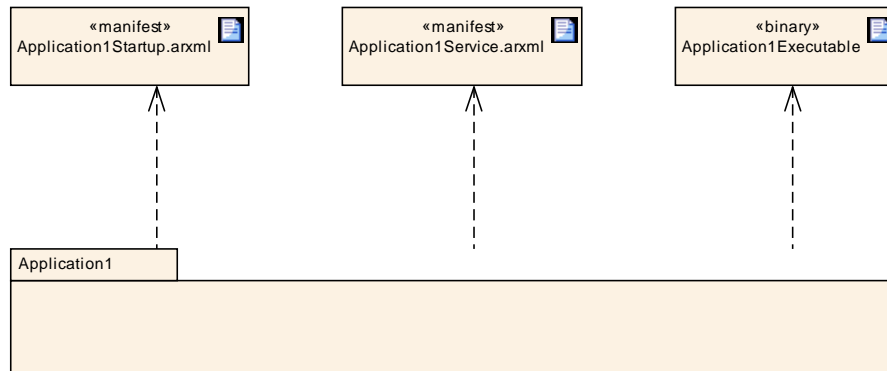 «manifest»
Application1Startup.arxml
«manifest»
Application1Service.arxml
«binary»
Application1Executable
Application1